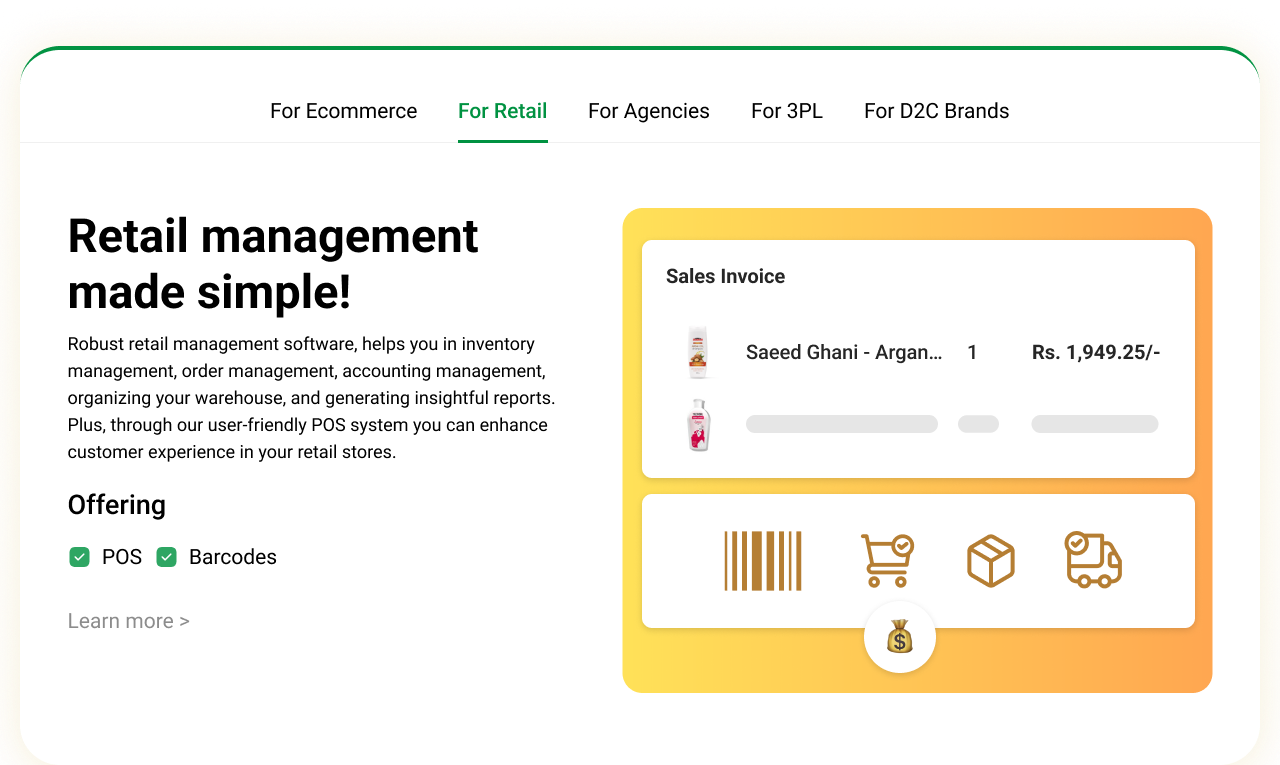 For Ecommerce
For Retail
For Agencies
For 3PL
For D2C Brands
Retail management
made simple!
Robust retail management software, helps you in inventory
management, order management, accounting management,
organizing your warehouse, and generating insightful reports.
Plus, through our user-friendly POS system you can enhance
customer experience in your retail stores.
Offering
POS
Barcodes
Learn more >
Sales Invoice
Saeed Ghani - Argan... 1 Rs. 1,949.25/-
$